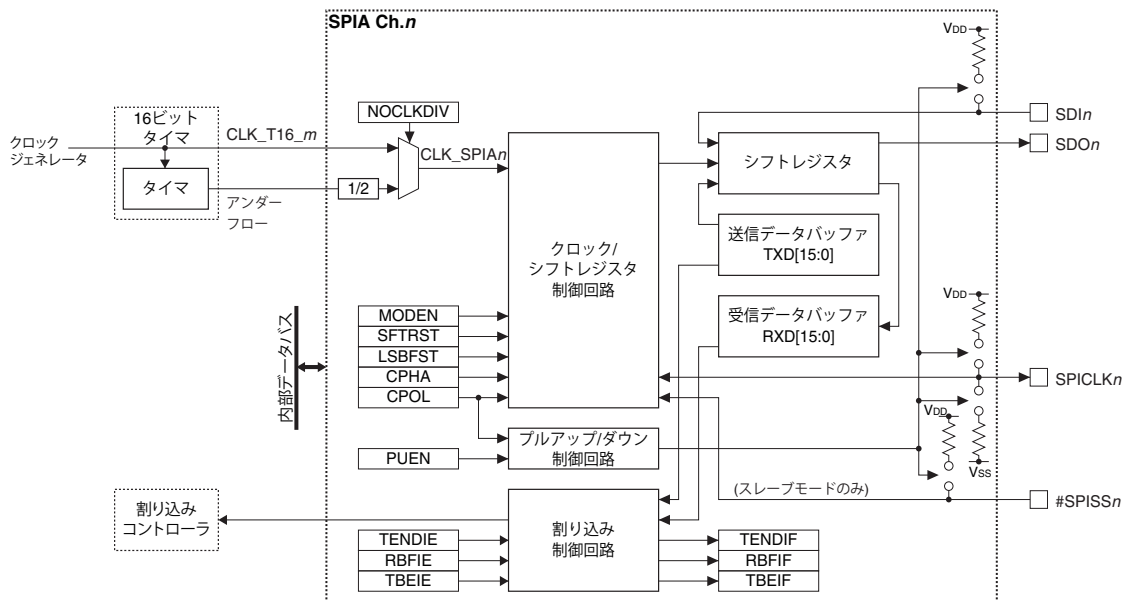 SPIA Ch.n
VDD
16ビット
タイマ
NOCLKDIV
クロック
ジェネレータ
CLK_T16_m
CLK_SPIAn
タイマ
1/2
アンダー
フロー
シフトレジスタ
SDIn
SDOn
クロック/
シフトレジスタ
制御回路
送信データバッファ
TXD[15:0]
受信データバッファ
RXD[15:0]
VDD
内部データバス
MODEN
SFTRST
LSBFST
CPHA
CPOL
SPICLKn
VDD
プルアップ/ダウン
制御回路
PUEN
VSS
(スレーブモードのみ)
#SPISSn
割り込み
コントローラ
割り込み
制御回路
TENDIE
RBFIE
TBEIE
TENDIF
RBFIF
TBEIF